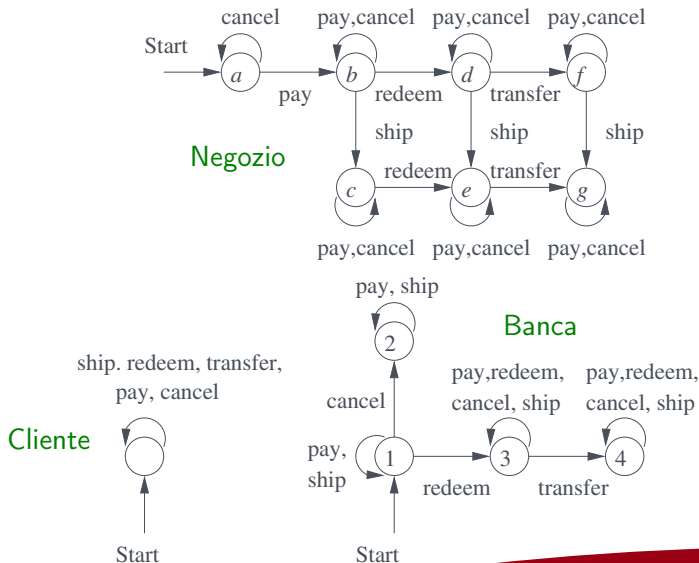 cancel pay,cancel pay,cancel pay,cancel
Start
a b d f
pay redeem transfer
ship ship ship
Negozio
redeem transfer
c e g
pay,cancel pay,cancel pay,cancel
pay, ship
Banca
2
ship. redeem, transfer,
pay, cancel
pay,redeem,
cancel, ship
pay,redeem,
cancel, ship
cancel
Cliente
pay,
ship
1 3 4
redeem transfer
Start Start